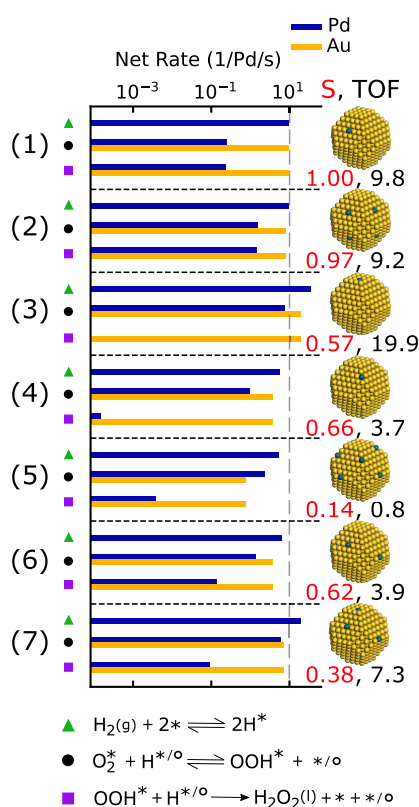 Pd
Au
Net Rate (1/Pd/s) S, TOF
10⁻³ 10⁻¹ 10¹
(1) 1.00, 9.8
(2) 0.97, 9.2
(3) 0.57, 19.9
(4) 0.66, 3.7
(5) 0.14, 0.8
(6) 0.62, 3.9
(7) 0.38, 7.3
H₂(g) + 2* ⇌ 2H*
O₂* + H*/o ⇌ OOH* + */o
OOH* + H*/o → H₂O₂(l) + * + */o